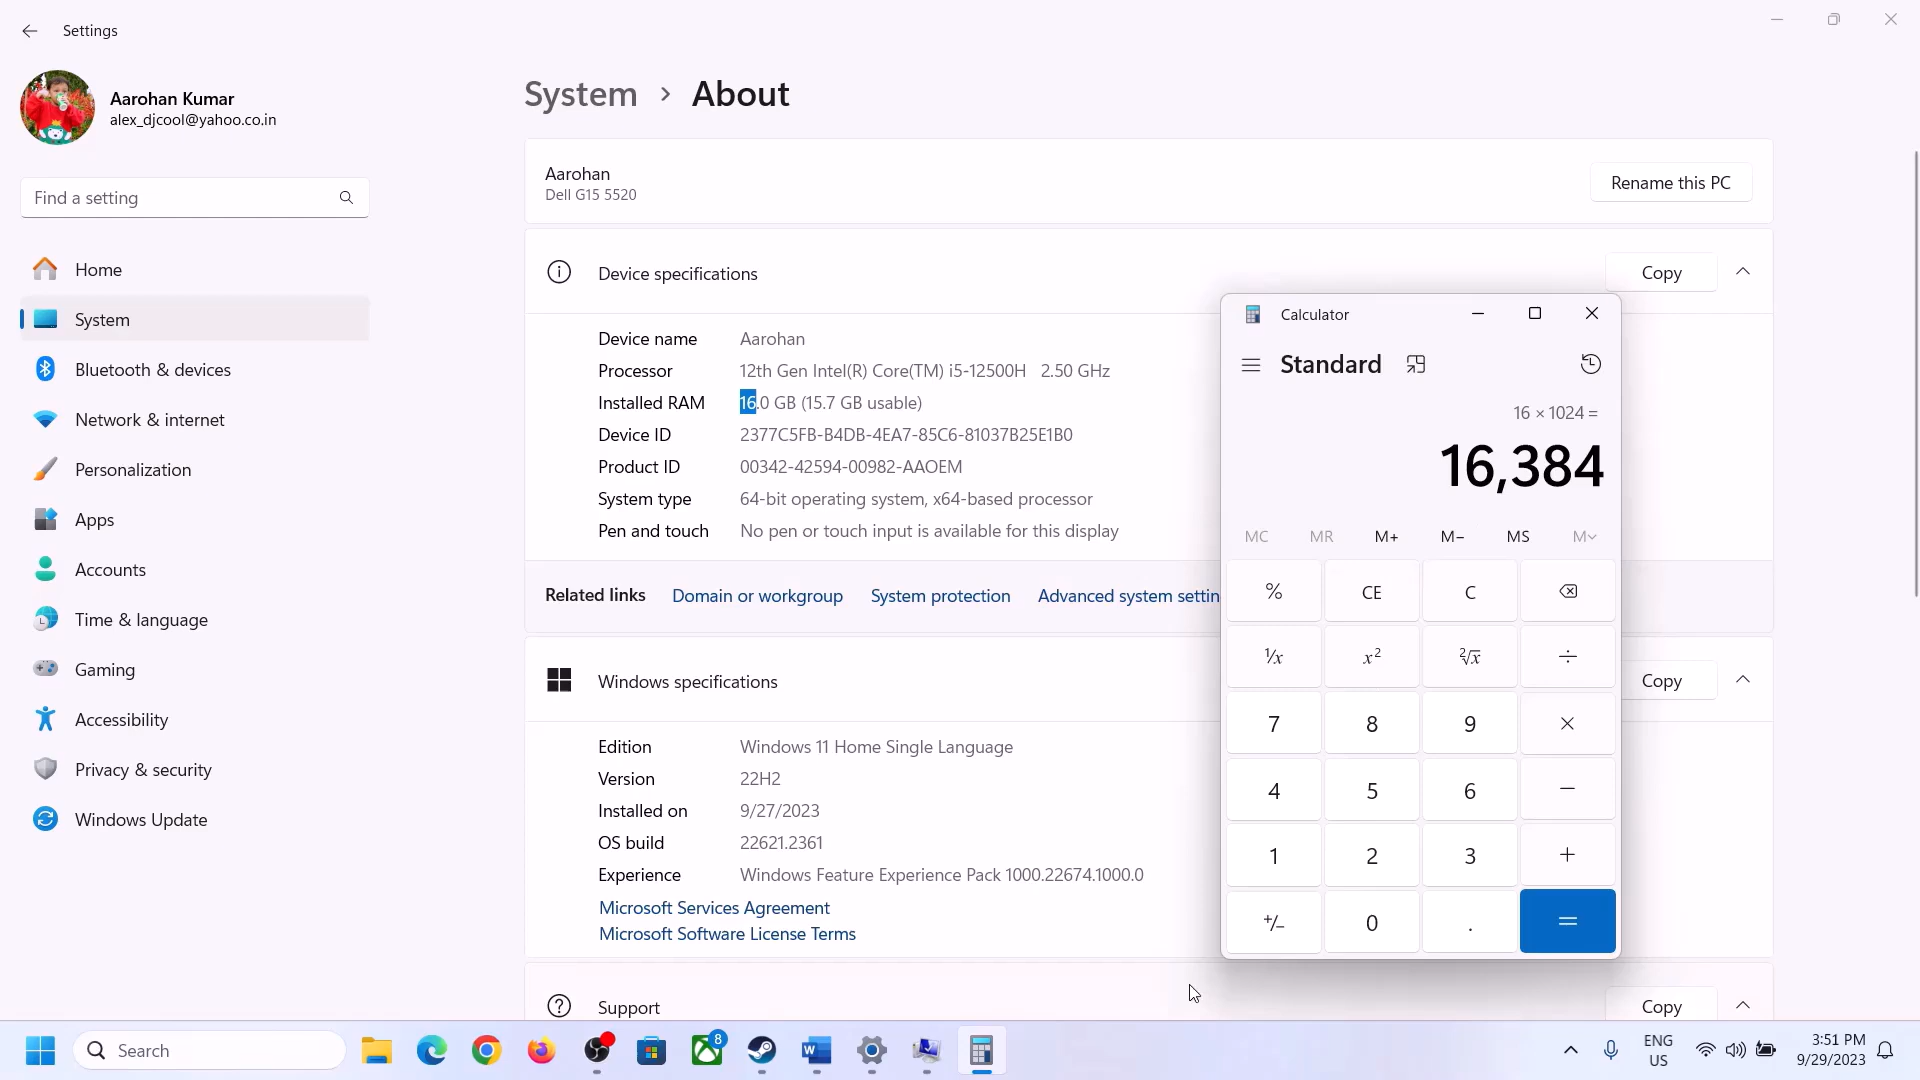 Settings
Aarohan Kumar
alex_djcool@yahoo.co.in
Find a setting
Home
System
Bluetooth & devices
Network & internet
Personalization
Apps
Accounts
Time & language
Gaming
Accessibility
Privacy & security
Windows Update
System > About
Aarohan
Dell G15 5520
Rename this PC
Device specifications
Copy
Device name Aarohan
Processor 12th Gen Intel(R) Core(TM) i5-12500H 2.50 GHz
Installed RAM 16.0 GB (15.7 GB usable)
Device ID 2377C5FB-B4DB-4EA7-85C6-81037B25E1B0
Product ID 00342-42594-00982-AAOEM
System type 64-bit operating system, x64-based processor
Pen and touch No pen or touch input is available for this display
Related links Domain or workgroup System protection Advanced system settin
Windows specifications
Copy
Edition Windows 11 Home Single Language
Version 22H2
Installed on 9/27/2023
OS build 22621.2361
Experience Windows Feature Experience Pack 1000.22674.1000.0
Microsoft Services Agreement
Microsoft Software License Terms
Support
Copy
Calculator
Standard
16 × 1024 =
16,384
MC MR M+ M− MS M˅
% CE C
¹⁄x x² ²√x ÷
7 8 9 ×
4 5 6 −
1 2 3 +
+/− 0 . =
Search
8
ENG
US
3:51 PM
9/29/2023